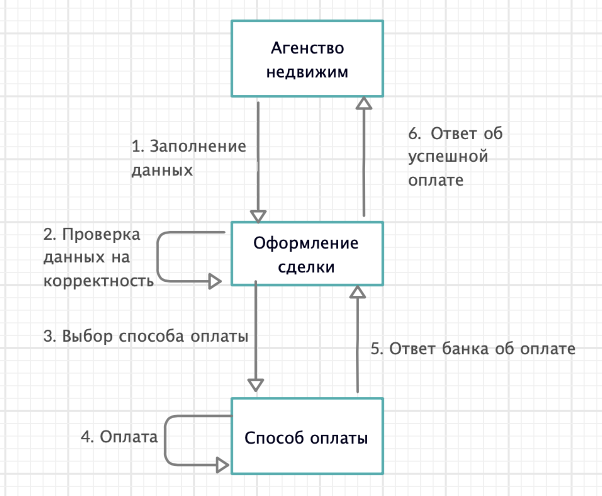 Агенство
недвижим
1. Заполнение
данных
6. Ответ об
успешной
оплате
2. Проверка
данных на
корректность
Оформление
сделки
3. Выбор способа оплаты
5. Ответ банка об оплате
4. Оплата
Способ оплаты